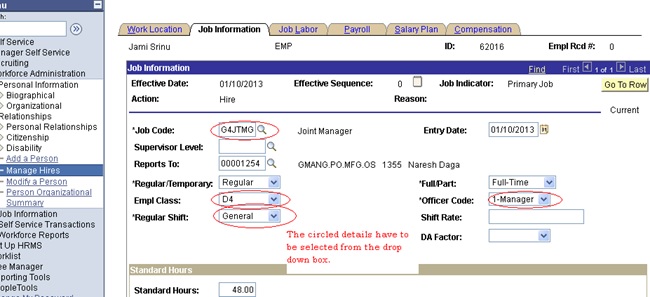 nu
h:
lf Service
nager Self Service
cruiting
orkforce Administration
Personal Information
Biographical
Organizational
Relationships
Personal Relationships
Citizenship
Disability
Add a Person
Manage Hires
Modify a Person
Person Organizational
Summary
Job Information
Self Service Transactions
Workforce Reports
t Up HRMS
rklist
ee Manager
porting Tools
opleTools
Work Location Job Information Job Labor Payroll Salary Plan Compensation
Jami Srinu EMP ID: 62016 Empl Rcd #: 0
Job Information Find First 1 of 1 Last
Effective Date: 01/10/2013 Effective Sequence: 0 Job Indicator: Primary Job Go To Row
Action: Hire Reason:
Current
*Job Code: G4JTMG Joint Manager Entry Date: 01/10/2013
Supervisor Level:
Reports To: 00001254 GMANG.PO.MFG.OS 1355 Naresh Daga
*Regular/Temporary: Regular *Full/Part: Full-Time
Empl Class: D4 *Officer Code: 1-Manager
*Regular Shift: General Shift Rate:
The circled details have to
be selected from the drop
down box.
DA Factor:
Standard Hours
Standard Hours: 48.00